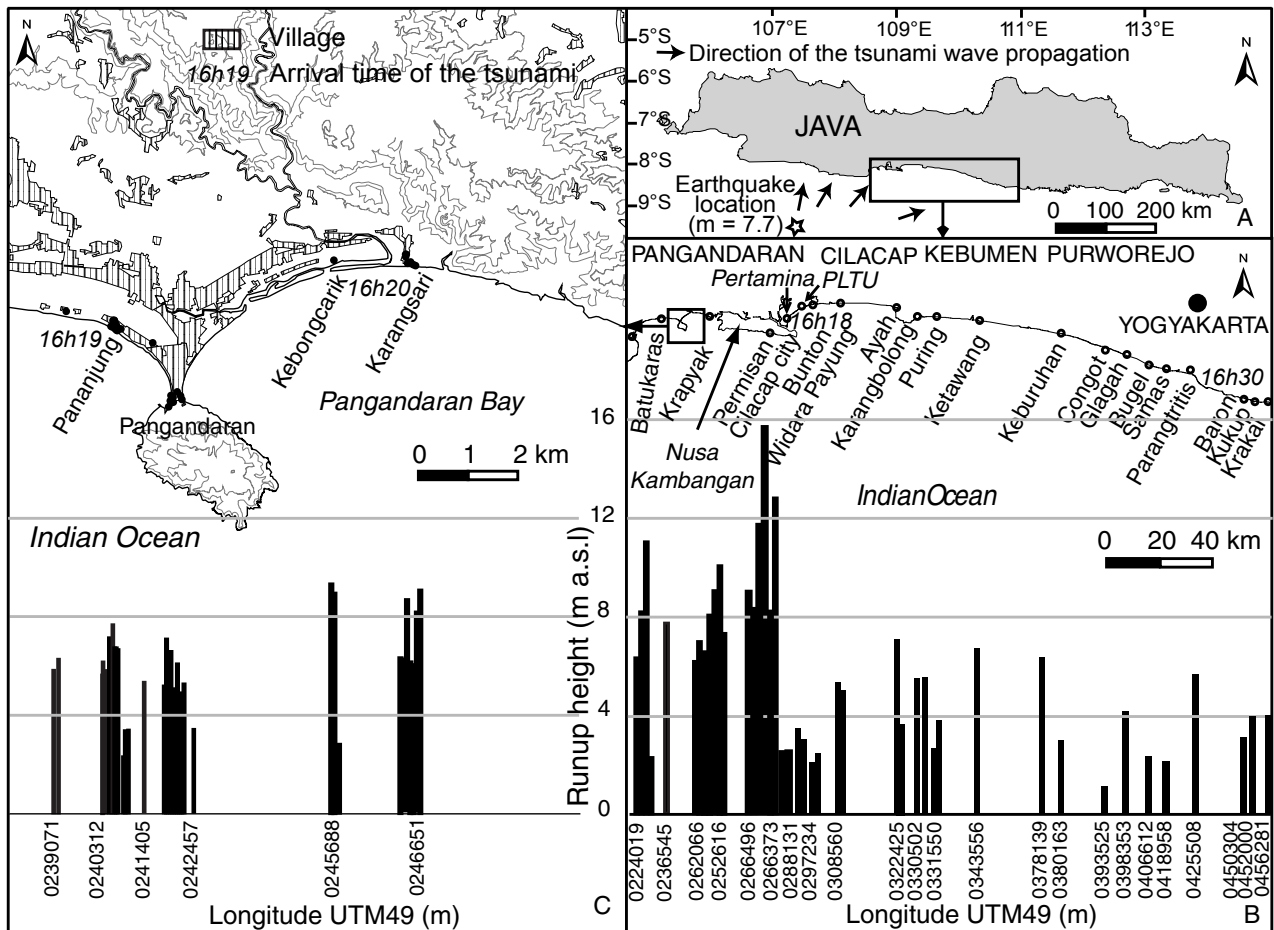 N
Village
16h19 Arrival time of the tsunami
16h19
Pananjung
Pangandaran
Kebongcarik
16h20
Karangsari
Pangandaran Bay
0 1 2 km
Indian Ocean
0239071
0240312
0241405
0242457
0245688
0246651
Longitude UTM49 (m)
C
107°E 109°E 111°E 113°E
5°S
6°S
7°S
8°S
9°S
Direction of the tsunami wave propagation
N
JAVA
Earthquake
location
(m = 7.7)
0 100 200 km
A
PANGANDARAN CILACAP KEBUMEN PURWOREJO
Pertamina PLTU
N
16h18
YOGYAKARTA
16h30
Batukaras
Krapyak
Permisan
Cilacap city
Bunton
Widara Payung
Ayah
Karangbolong
Puring
Ketawang
Keburuhan
Congot
Glagah
Bugel
Samas
Parangtritis
Baron
Kukup
Krakal
Nusa
Kambangan
Indian Ocean
0 20 40 km
Runup height (m a.s.l)
16
12
8
4
0
0224019
0236545
0262066
0252616
0266496
0266373
0288131
0297234
0308560
0322425
0330502
0331550
0343556
0378139
0380163
0393525
0398353
0406612
0418958
0425508
0450304
0452000
0456281
Longitude UTM49 (m)
B